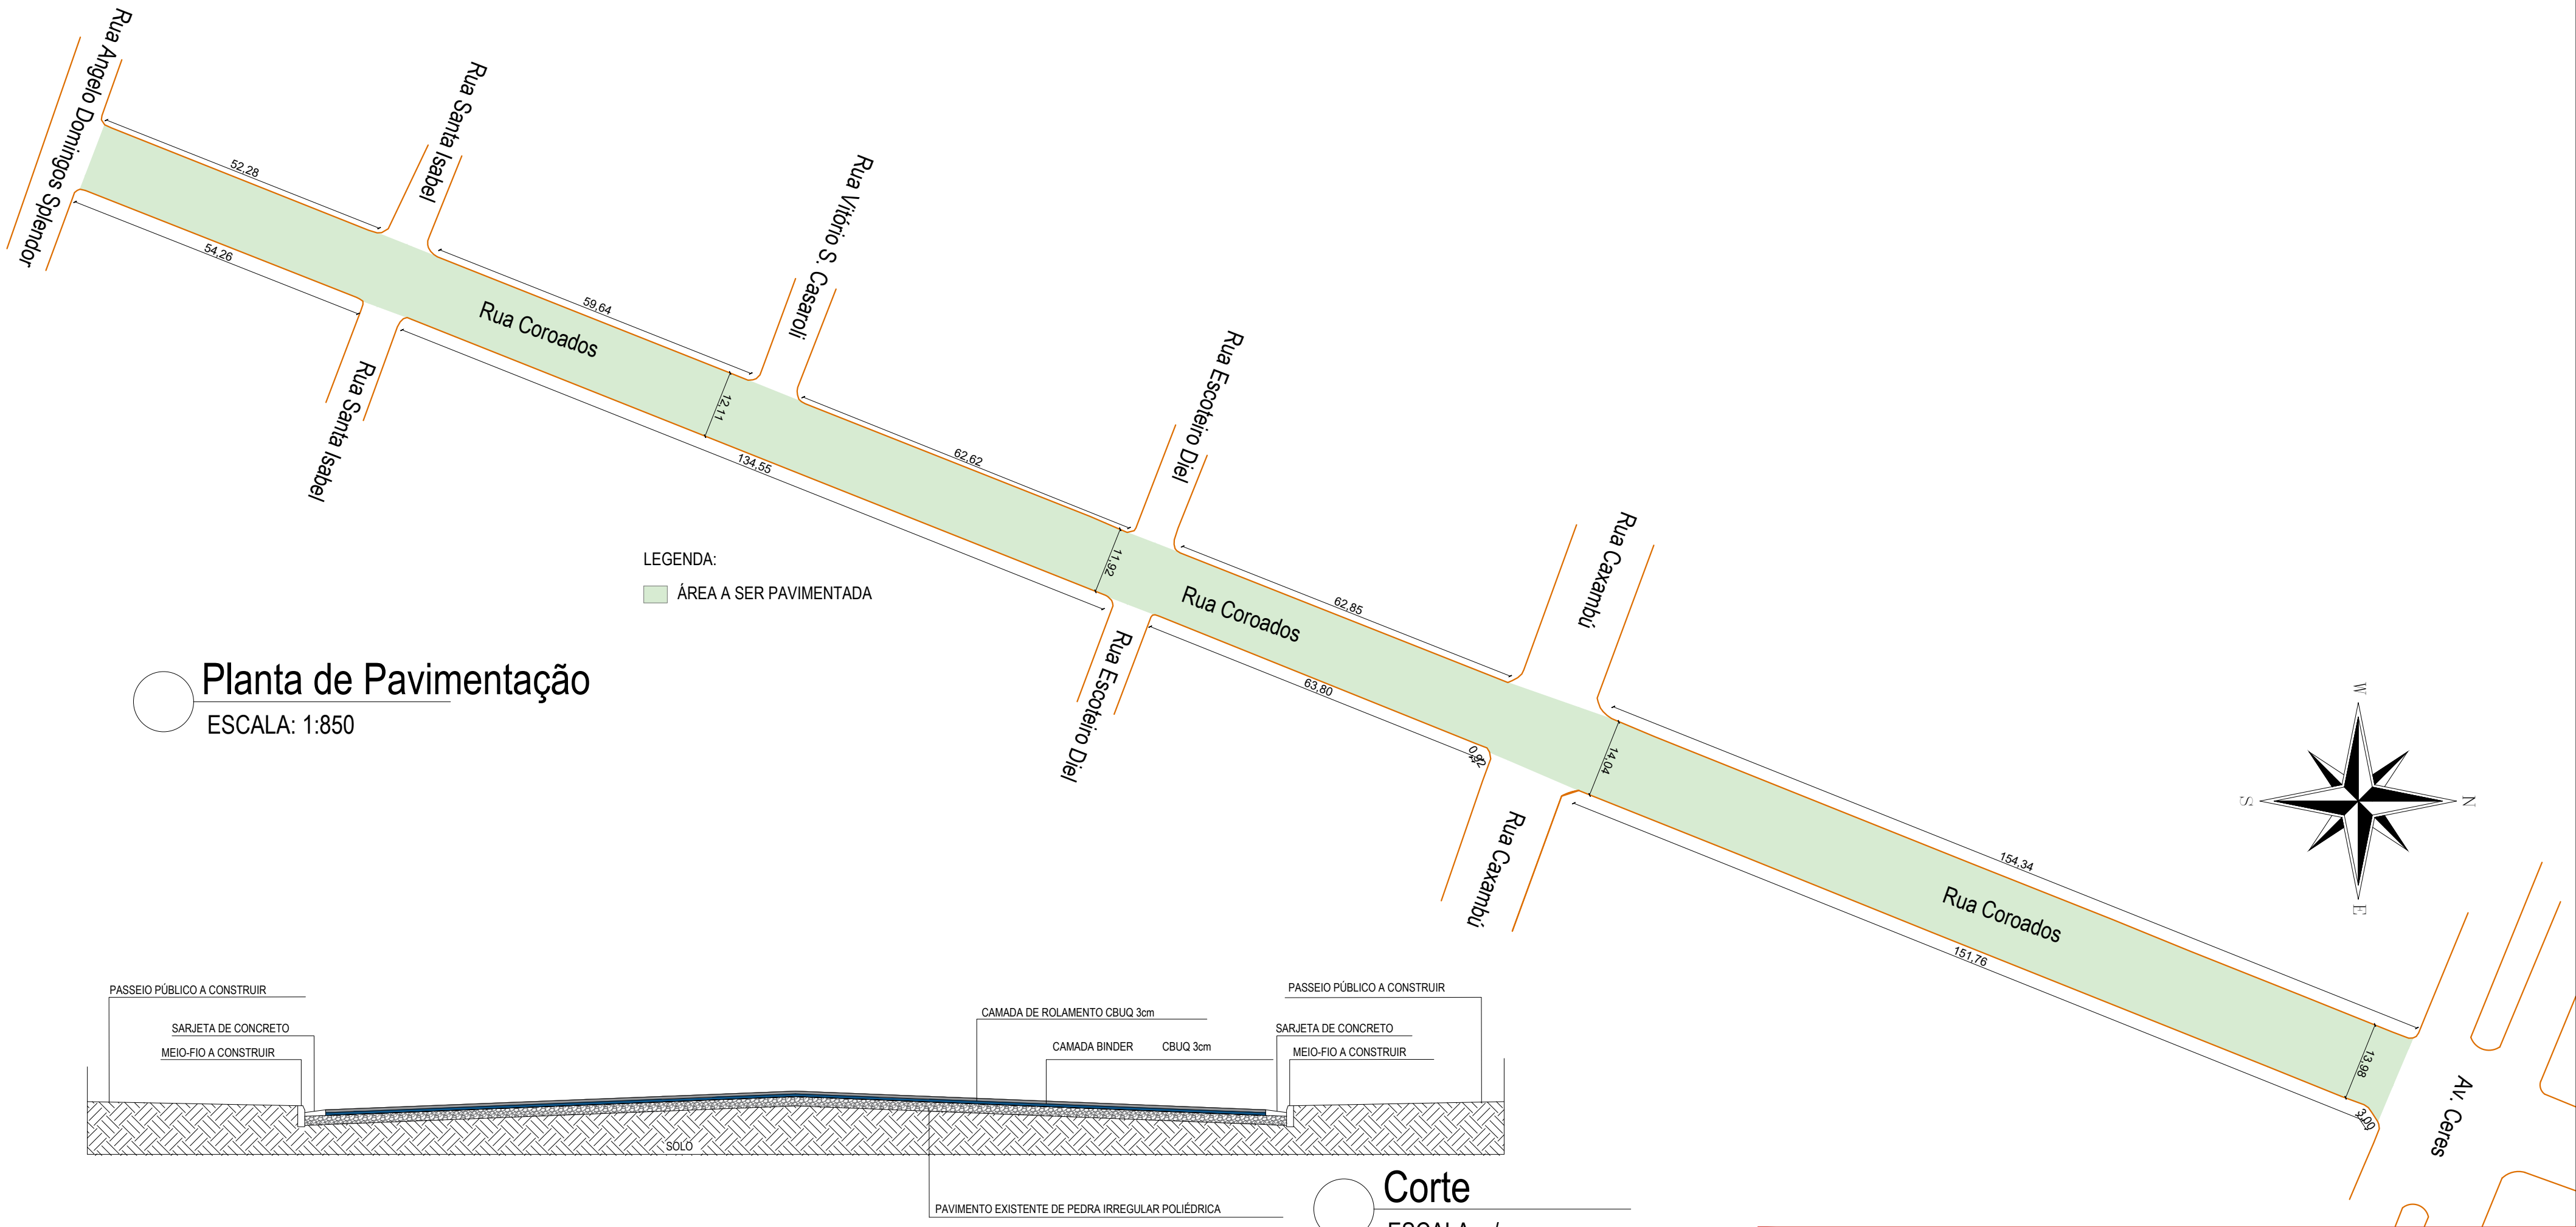 Rua Angelo Domingos Splendor
Rua Santa Isabel
Rua Vitório S. Casaroli
Rua Escoteiro Diel
Rua Caxambú
52,28
54,26
59,64
Rua Coroados
12,11
134,55
Rua Santa Isabel
62,62
11,92
Rua Coroados
62,85
63,80
Rua Escoteiro Diel
0,92
14,04
Rua Caxambú
154,34
Rua Coroados
151,76
13,98
3,00
Av. Ceres
W
N
S
E
LEGENDA:
ÁREA A SER PAVIMENTADA
Planta de Pavimentação
ESCALA: 1:850
PASSEIO PÚBLICO A CONSTRUIR
SARJETA DE CONCRETO
MEIO-FIO A CONSTRUIR
CAMADA DE ROLAMENTO CBUQ 3cm
CAMADA BINDER CBUQ 3cm
PASSEIO PÚBLICO A CONSTRUIR
SARJETA DE CONCRETO
MEIO-FIO A CONSTRUIR
SOLO
PAVIMENTO EXISTENTE DE PEDRA IRREGULAR POLIÉDRICA
Corte